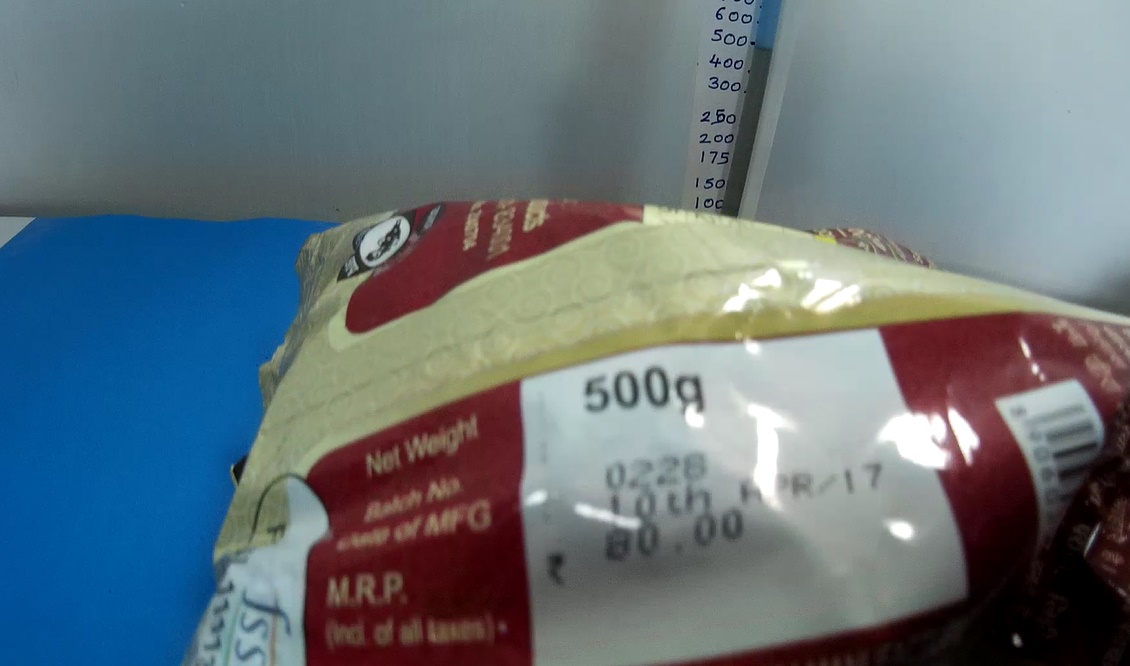 600
500
400
300
250
200
175
150
100
500g
Net Weight
0228
Batch No.
10th APR/17
Date of MFG
80.00
₹
M.R.P.
(Incl. of all taxes)
fss